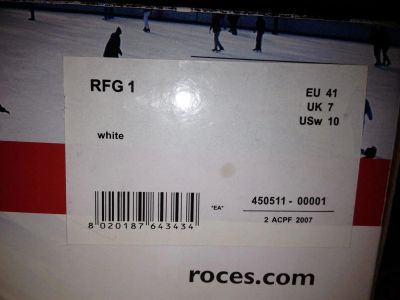 RFG 1
EU 41
UK 7
USw 10
white
8 020187 643434
"EA"
450511 - 00001
2 ACPF 2007
roces.com